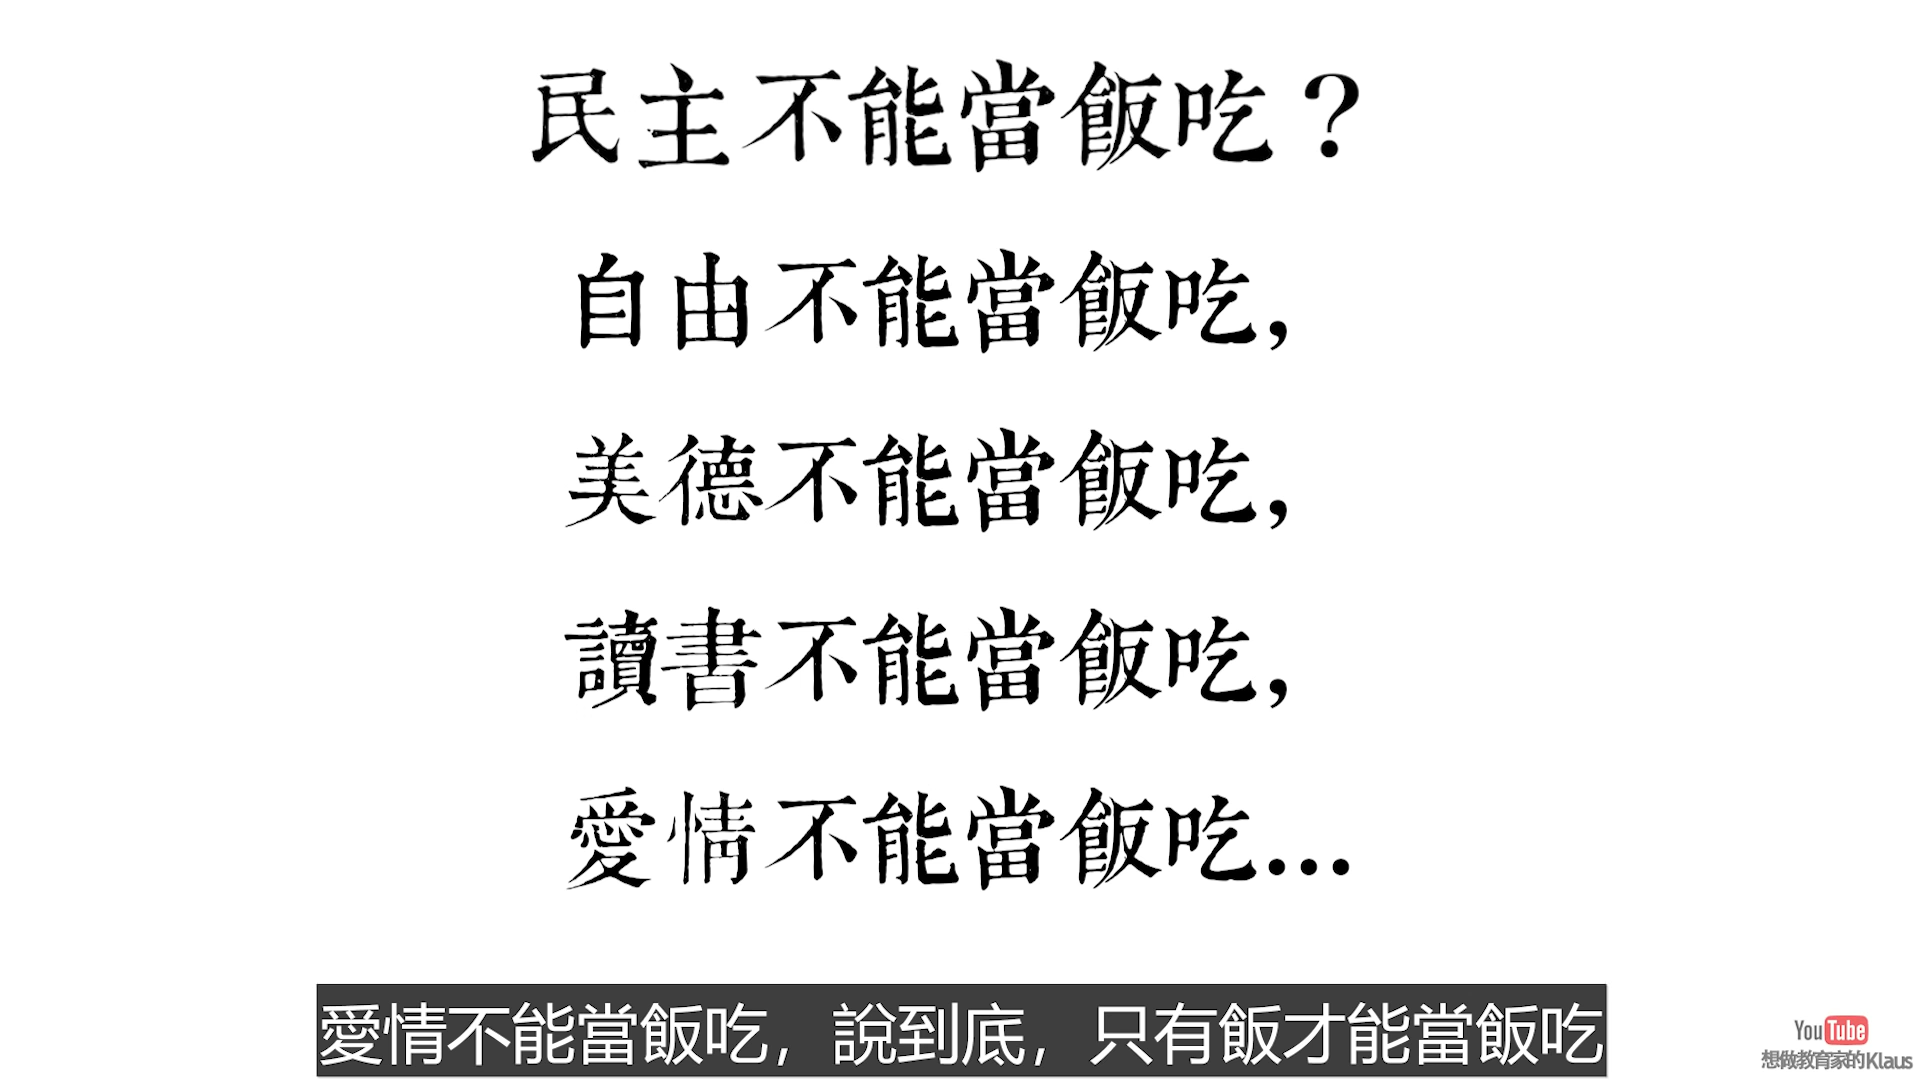 民主不能當飯吃？
自由不能當飯吃,
美德不能當飯吃,
讀書不能當飯吃,
愛情不能當飯吃...
愛情不能當飯吃，說到底，只有飯才能當飯吃
YouTube
想做教育家的Klaus